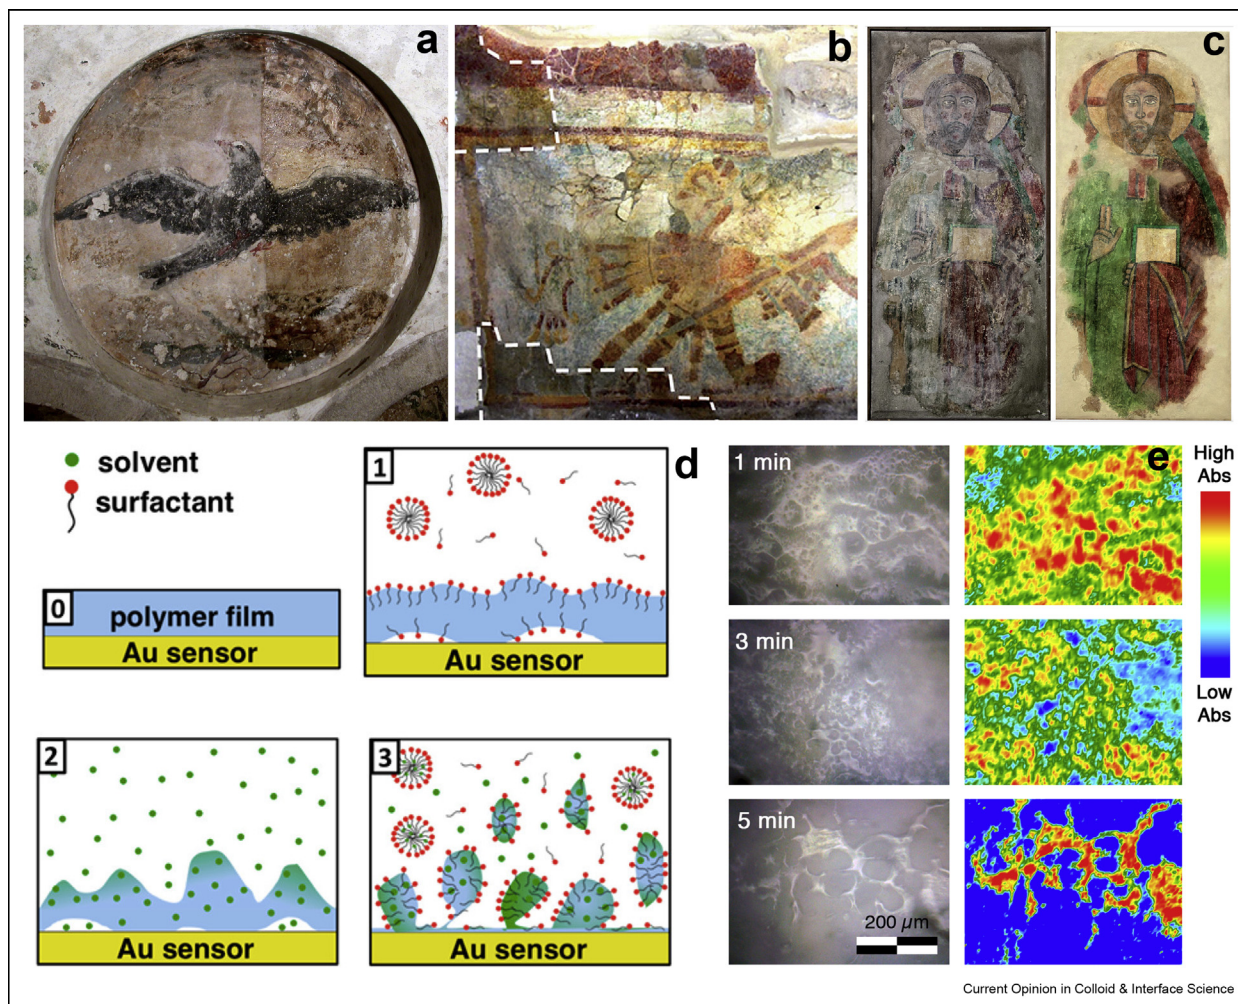 a
b
c
solvent
surfactant
0
polymer film
Au sensor
1
Au sensor
d
2
Au sensor
3
Au sensor
1 min
3 min
5 min
200 µm
e
High
Abs
Low
Abs
Current Opinion in Colloid & Interface Science